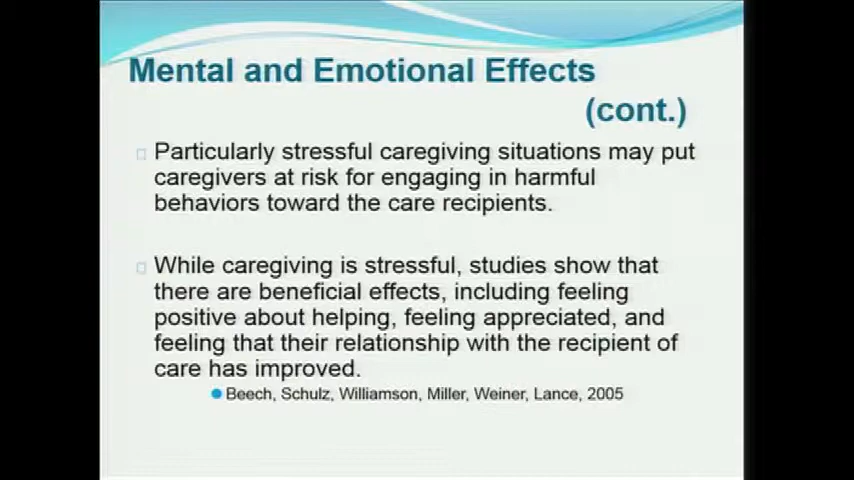 Mental and Emotional Effects
(cont.)
Particularly stressful caregiving situations may put
caregivers at risk for engaging in harmful
behaviors toward the care recipients.
While caregiving is stressful, studies show that
there are beneficial effects, including feeling
positive about helping, feeling appreciated, and
feeling that their relationship with the recipient of
care has improved.
Beech, Schulz, Williamson, Miller, Weiner, Lance, 2005